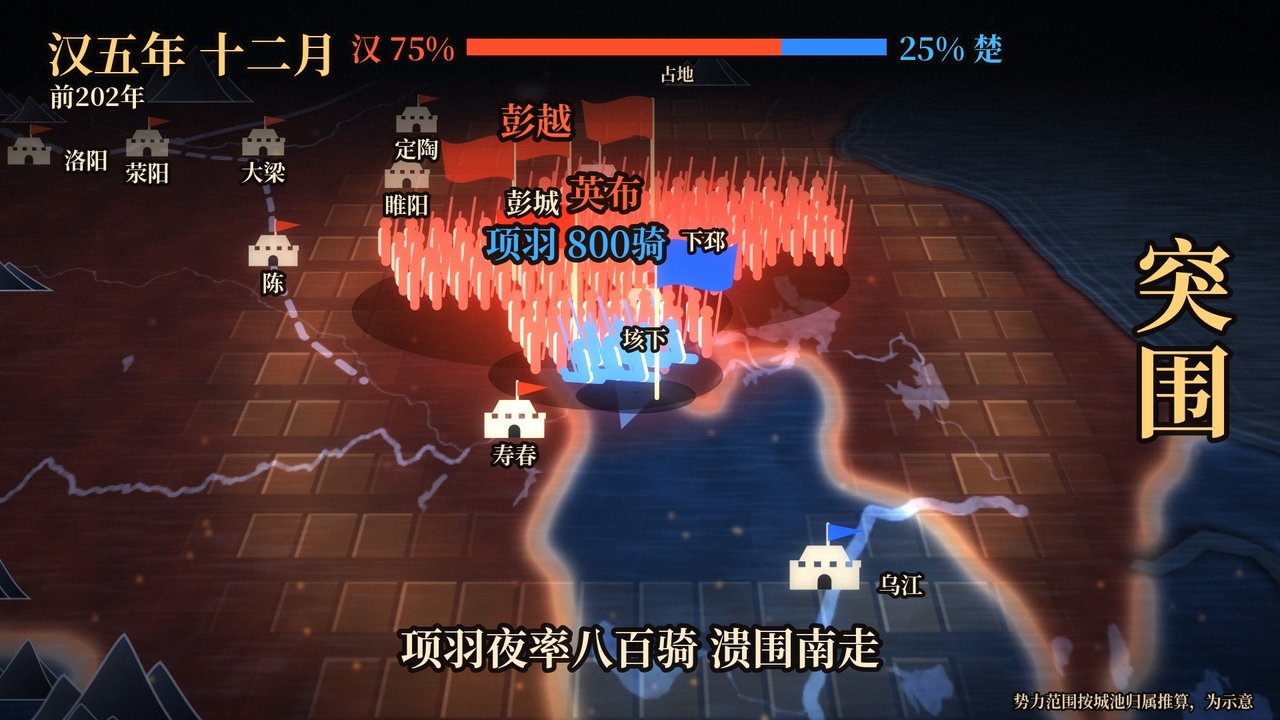 汉五年 十二月
前202年
汉 75%
25% 楚
占地
彭越
定陶
洛阳
荥阳
大梁
睢阳
彭城
英布
项羽 800骑
下邳
陈
垓下
突围
寿春
乌江
项羽夜率八百骑 溃围南走
势力范围按城池归属推算，为示意